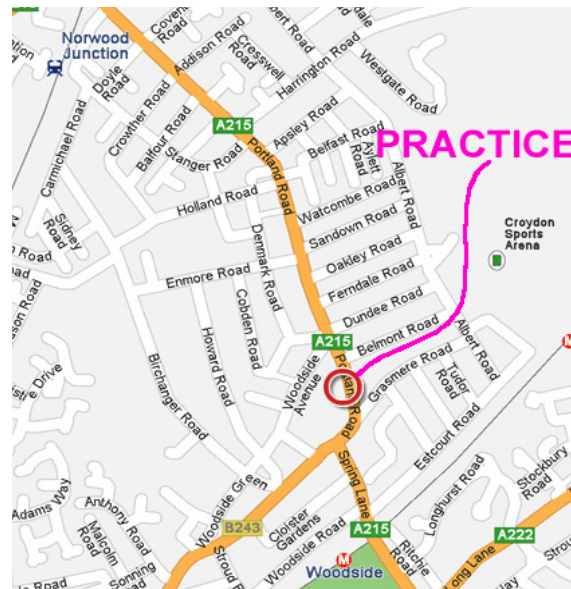 Norwood
Junction
Addison Road
Cresswell
Road
Harrington Road
Westgate Road
Doyle
Road
Crowther Road
Balfour Road
Stanger Road
Carmichael Road
A215
Apsley Road
Belfast Road
Aylett
Road
PRACTICE
Portland Road
Albert Road
Holland Road
Watcombe Road
Sidney
Road
Sandown Road
Croydon
Sports
Arena
Denmark Road
Oakley Road
Enmore Road
Ferndale Road
Cobden Road
Dundee Road
A215
Belmont Road
Albert Road
Howard Road
Birchanger Road
Woodside
Avenue
Portland Road
Grasmere Road
Tudor
Road
Estcourt Road
Woodside Green
Spring Lane
Longhurst Road
Stockbury
Road
Adams Way
Anthony Road
Malcolm
Road
B243
Cloister
Gardens
Woodside Road
A215
A222
Ritchie
Road
Long Lane
Sonning
Road
Woodside